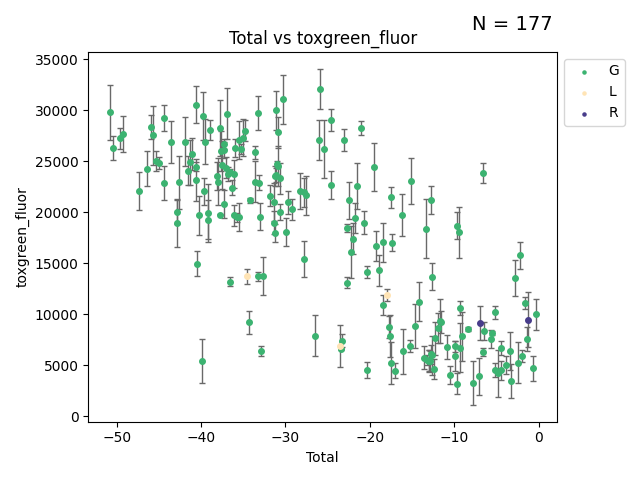 N = 177
Total vs toxgreen_fluor
35000
30000
25000
20000
15000
10000
5000
0
toxgreen_fluor
−50 −40 −30 −20 −10 0
Total
G
L
R